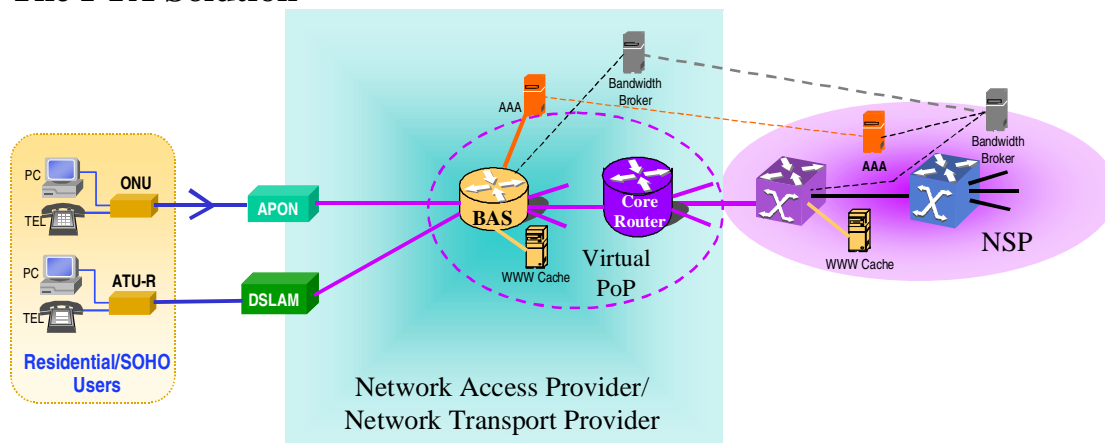 AAA
Bandwidth
Broker
AAA
Bandwidth
Broker
PC
ONU
TEL
APON
BAS
Core
Router
WWW Cache
Virtual
PoP
NSP
WWW Cache
PC
ATU-R
TEL
DSLAM
Residential/SOHO
Users
Network Access Provider/
Network Transport Provider